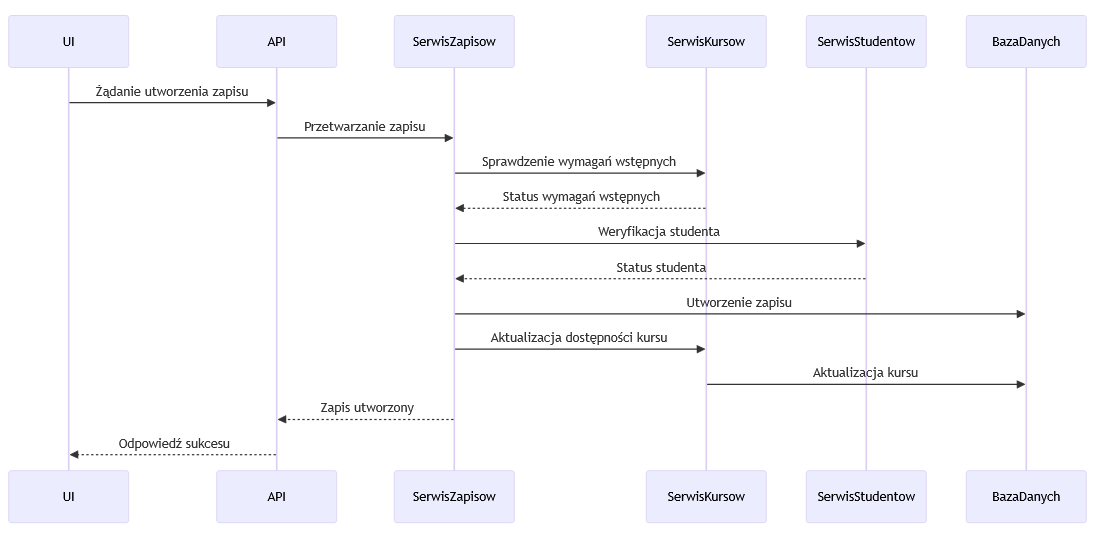 UI
API
SerwisZapisow
SerwisKursow
SerwisStudentow
BazaDanych
Żądanie utworzenia zapisu
Przetwarzanie zapisu
Sprawdzenie wymagań wstępnych
Status wymagań wstępnych
Weryfikacja studenta
Status studenta
Utworzenie zapisu
Aktualizacja dostępności kursu
Aktualizacja kursu
Zapis utworzony
Odpowiedź sukcesu
UI
API
SerwisZapisow
SerwisKursow
SerwisStudentow
BazaDanych